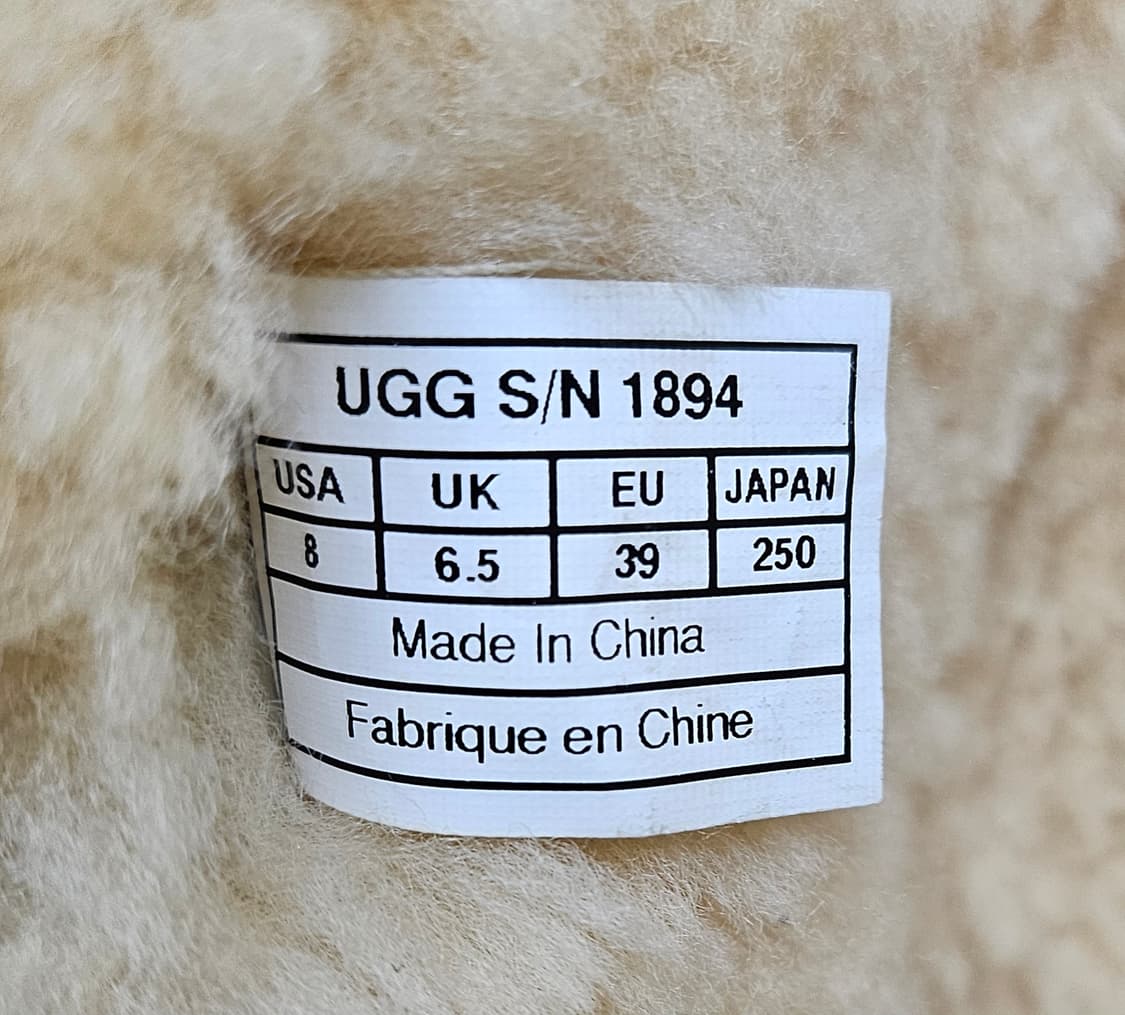 UGG S/N 1894
USA UK EU JAPAN
8 6.5 39 250
Made In China
Fabrique en Chine